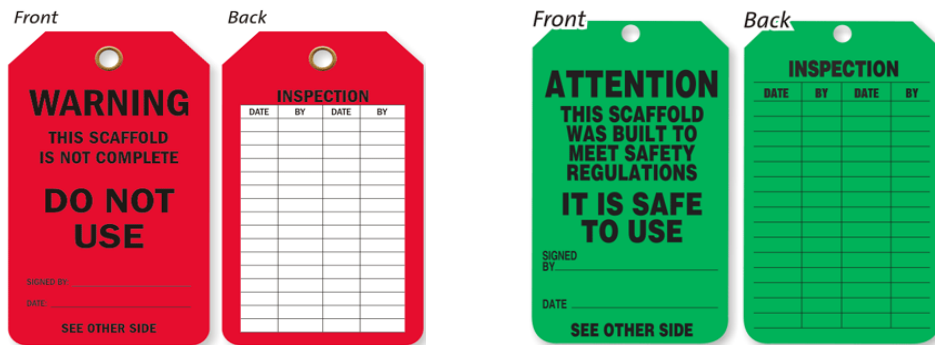 Front
WARNING
THIS SCAFFOLD
IS NOT COMPLETE
DO NOT
USE
SIGNED BY:
DATE:
SEE OTHER SIDE
Back
INSPECTION
DATE BY DATE BY
Front
ATTENTION
THIS SCAFFOLD
WAS BUILT TO
MEET SAFETY
REGULATIONS
IT IS SAFE
TO USE
SIGNED
BY
DATE
SEE OTHER SIDE
Back
INSPECTION
DATE BY DATE BY